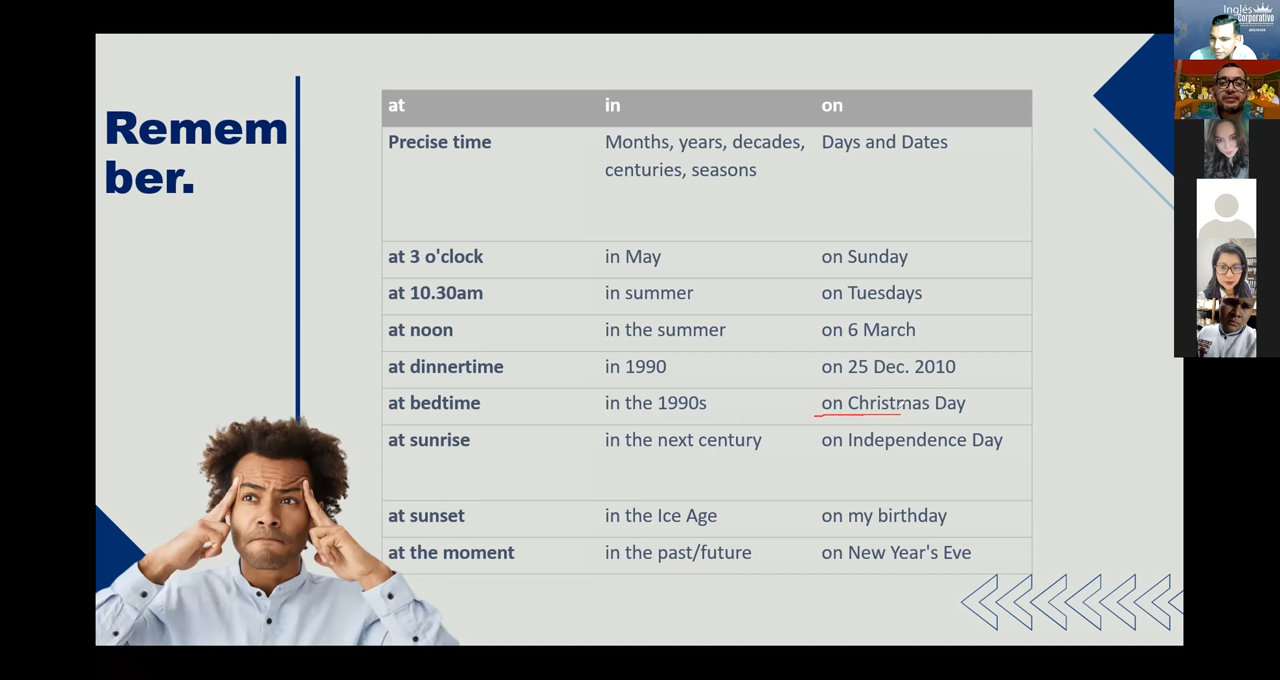 Remem
ber.
at in on
Precise time Months, years, decades, Days and Dates
centuries, seasons
at 3 o'clock in May on Sunday
at 10.30am in summer on Tuesdays
at noon in the summer on 6 March
at dinnertime in 1990 on 25 Dec. 2010
at bedtime in the 1990s on Christmas Day
at sunrise in the next century on Independence Day
at sunset in the Ice Age on my birthday
at the moment in the past/future on New Year's Eve
Inglés
Corporativo